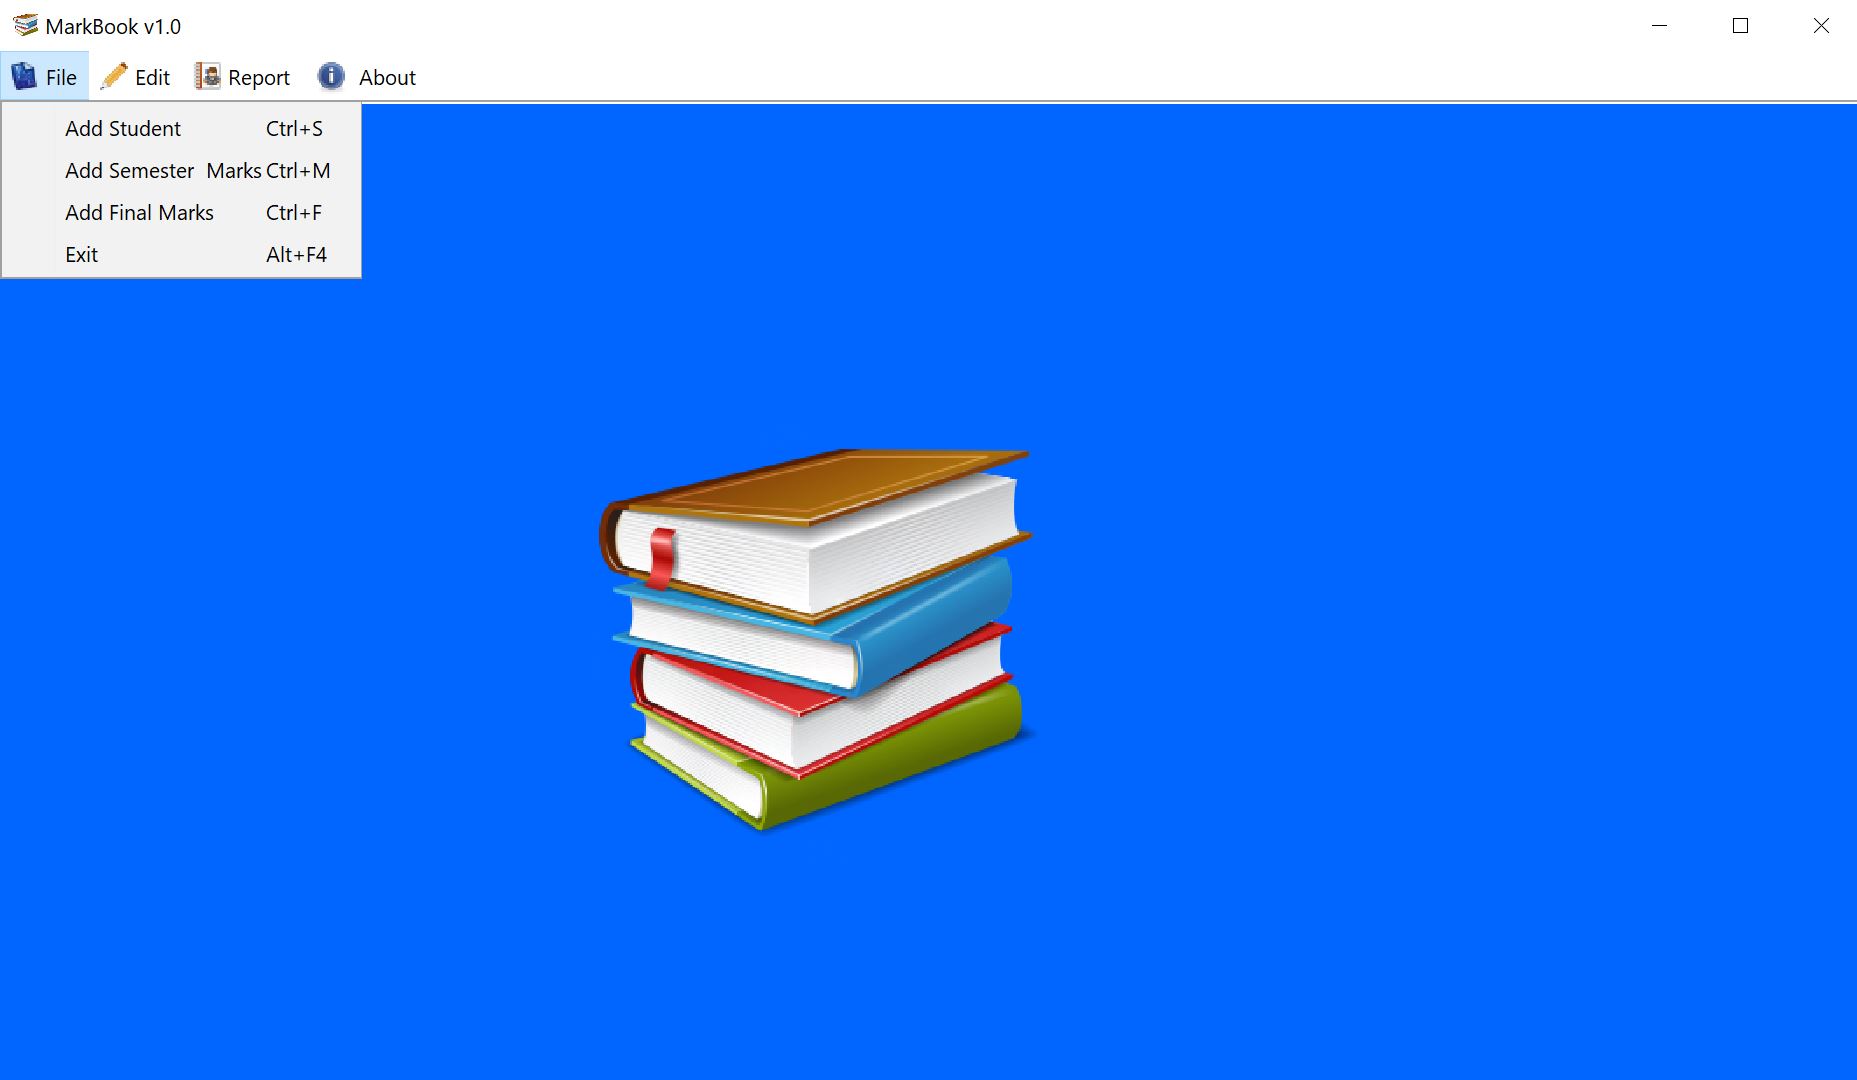 MarkBook v1.0
File Edit Report About
Add Student Ctrl+S
Add Semester  Marks Ctrl+M
Add Final Marks Ctrl+F
Exit Alt+F4